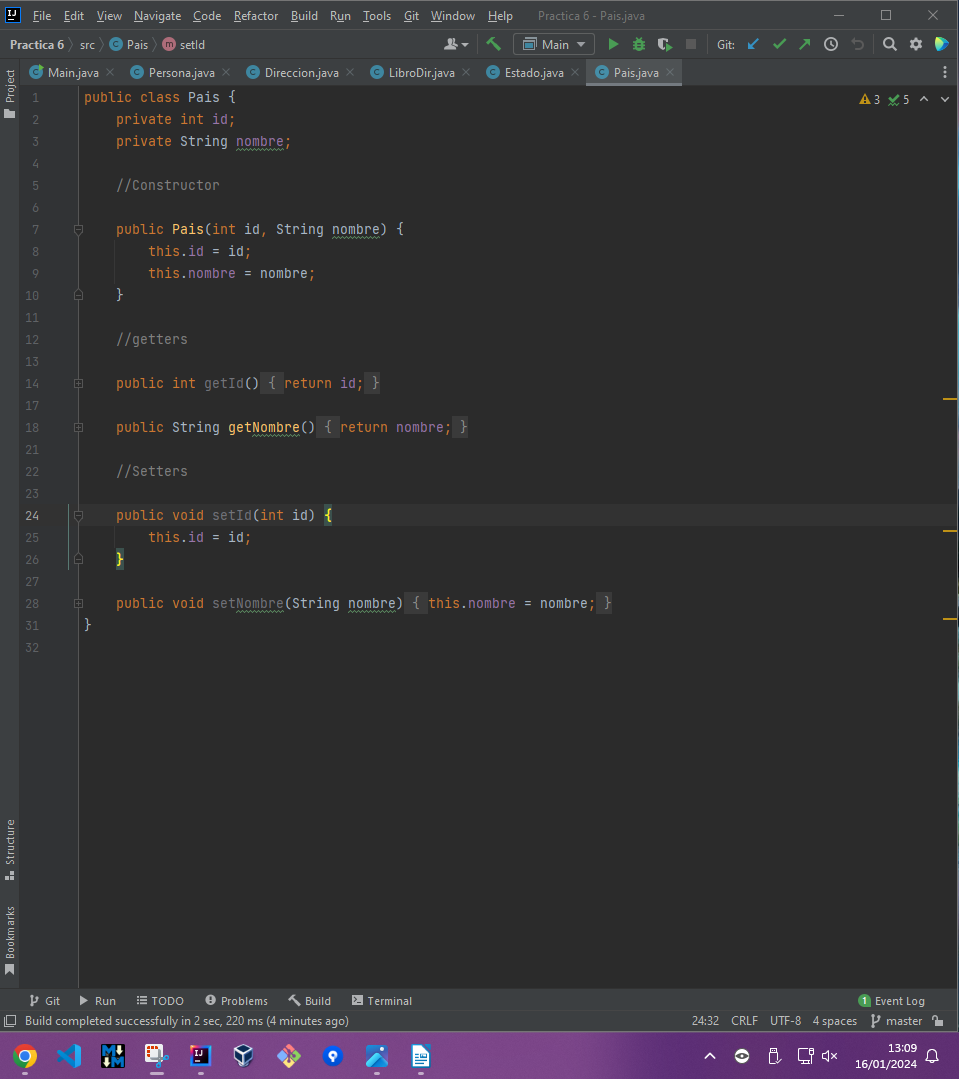 File Edit View Navigate Code Refactor Build Run Tools Git Window Help Practica 6 - Pais.java
Practica 6 src Pais setId Main Git:
Main.java Persona.java Direccion.java LibroDir.java Estado.java Pais.java
Project
1 public class Pais {
3 5
2 private int id;
3 private String nombre;
4
5 //Constructor
6
7 public Pais(int id, String nombre) {
8 this.id = id;
9 this.nombre = nombre;
10 }
11
12 //getters
13
14 public int getId() { return id; }
17
18 public String getNombre() { return nombre; }
21
22 //Setters
23
24 public void setId(int id) {
25 this.id = id;
26 }
27
28 public void setNombre(String nombre) { this.nombre = nombre; }
31 }
32
Structure
Bookmarks
Git Run TODO Problems Build Terminal 1 Event Log
Build completed successfully in 2 sec, 220 ms (4 minutes ago) 24:32 CRLF UTF-8 4 spaces master
13:09
16/01/2024